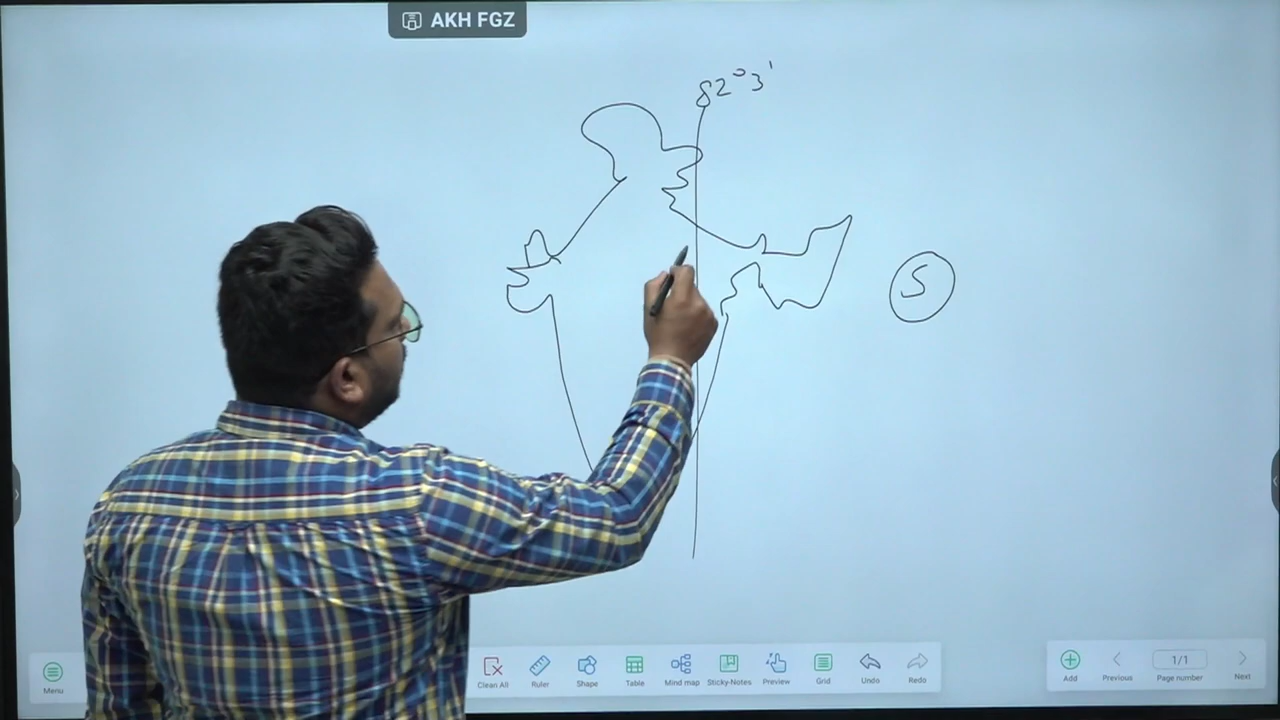 AKH FGZ
82°3'
S
Menu
Clean All
Ruler
Shape
Table
Mind map
Sticky-Notes
Preview
Grid
Undo
Redo
Add
Previous
1/1
Page number
Next